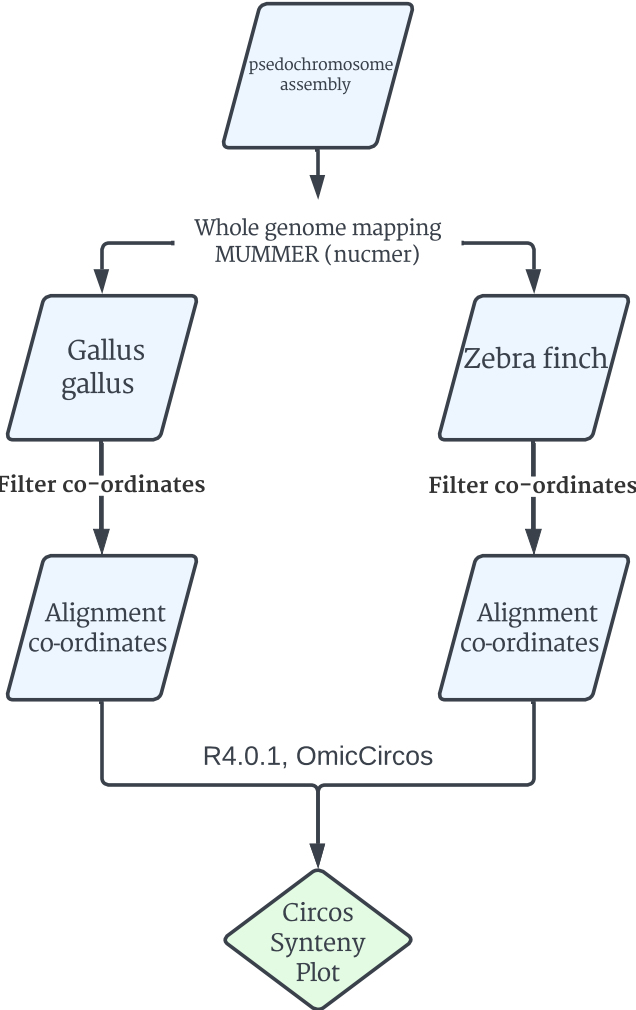 psedochromosome
assembly
Whole genome mapping
MUMMER (nucmer)
Gallus
gallus
Zebra finch
Filter co-ordinates
Filter co-ordinates
Alignment
co-ordinates
Alignment
co-ordinates
R4.0.1, OmicCircos
Circos
Synteny
Plot